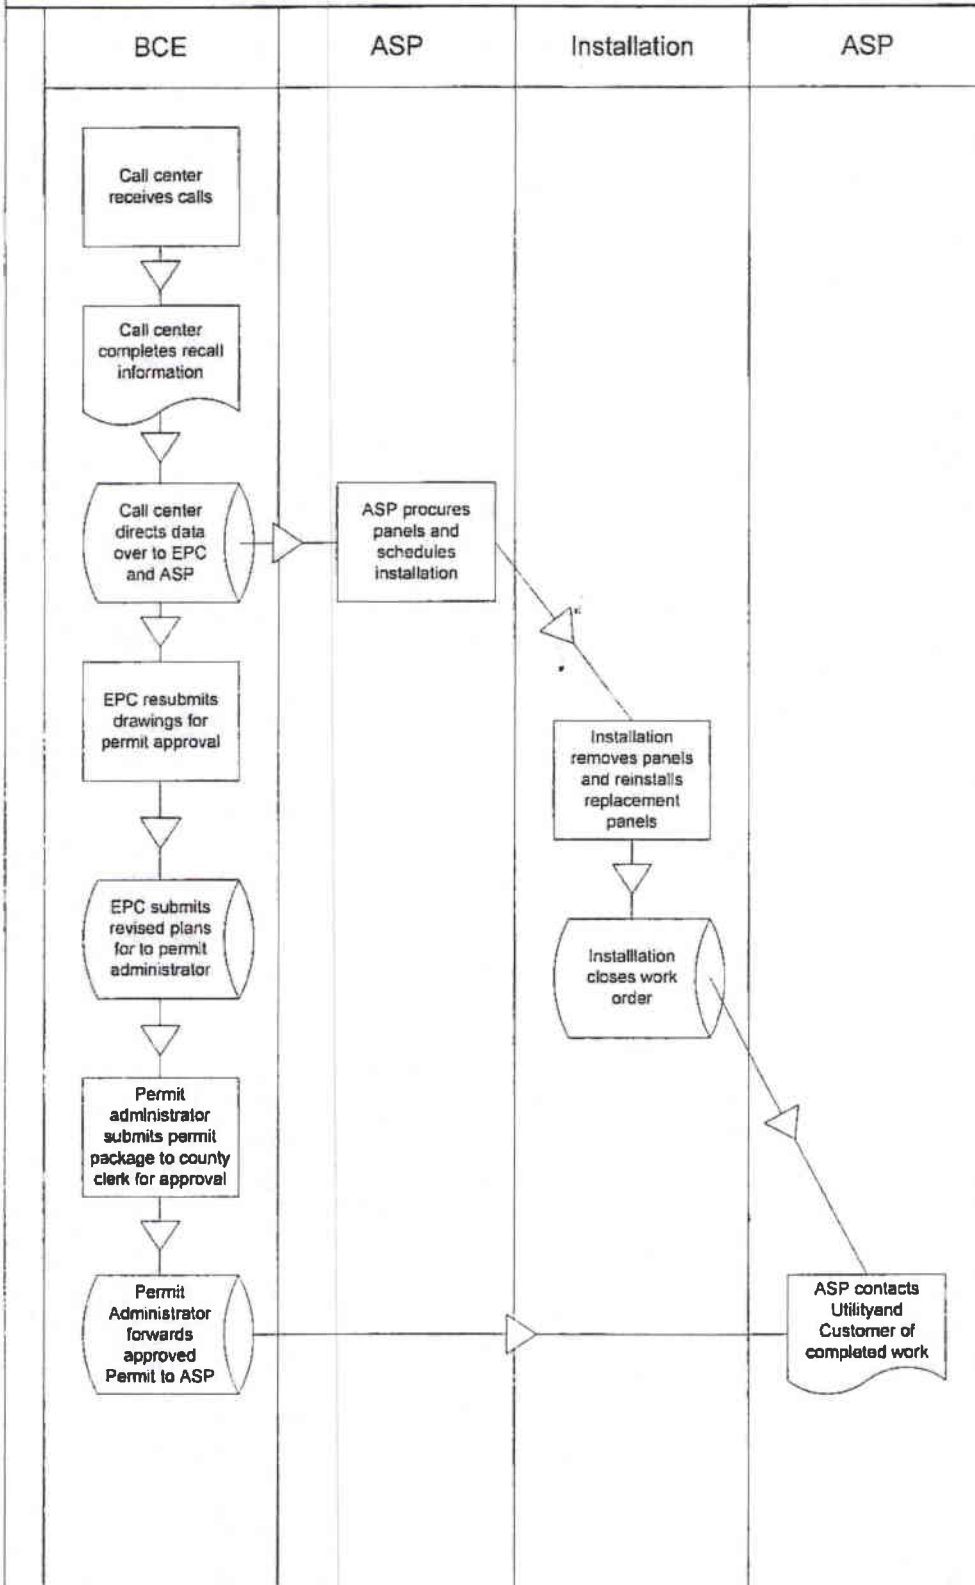 BCE
ASP
Installation
ASP
Call center
receives calls
Call center
completes recall
information
Call center
directs data
over to EPC
and ASP
ASP procures
panels and
schedules
installation
EPC resubmits
drawings for
permit approval
Installation
removes panels
and reinstalls
replacement
panels
EPC submits
revised plans
for to permit
administrator
Installlation
closes work
order
Permit
administrator
submits permit
package to county
clerk for approval
Permit
Administrator
forwards
approved
Permit to ASP
ASP contacts
Utilityand
Customer of
completed work